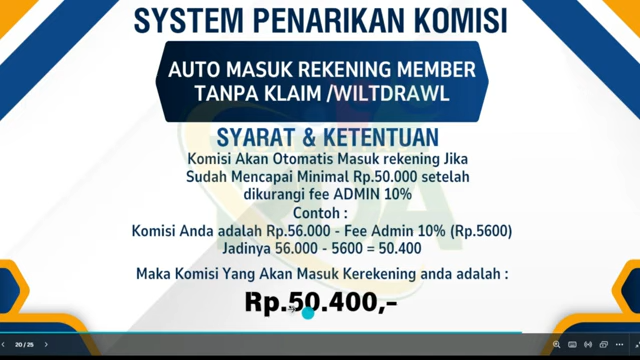 SYSTEM PENARIKAN KOMISI
AUTO MASUK REKENING MEMBER
TANPA KLAIM /WILTDRAWL
SYARAT & KETENTUAN
Komisi Akan Otomatis Masuk rekening Jika
Sudah Mencapai Minimal Rp.50.000 setelah
dikurangi fee ADMIN 10%
Contoh :
Komisi Anda adalah Rp.56.000 - Fee Admin 10% (Rp.5600)
Jadinya 56.000 - 5600 = 50.400
Maka Komisi Yang Akan Masuk Kerekening anda adalah :
Rp.50.400,-
20 / 25